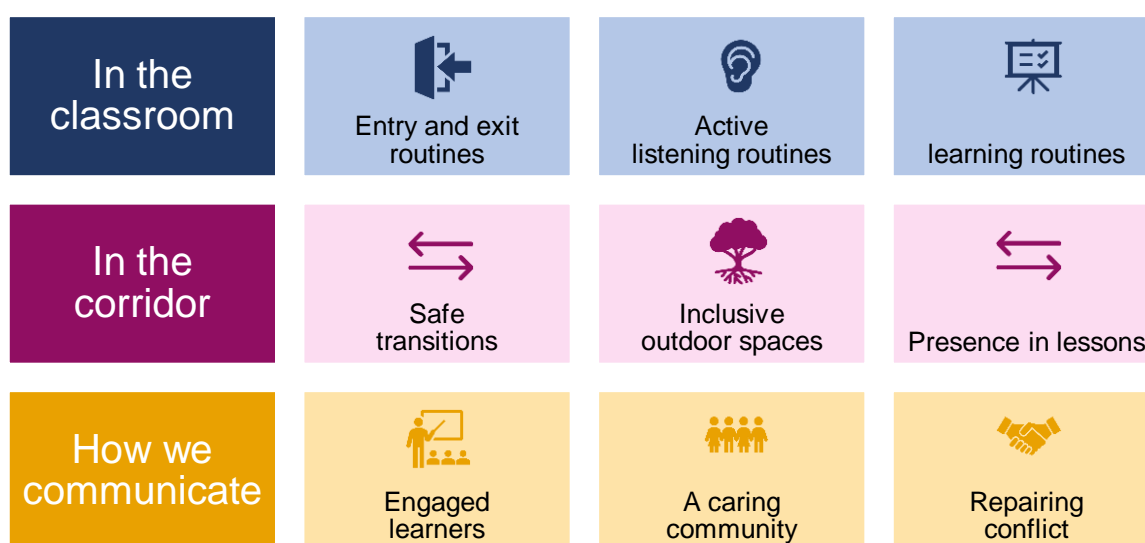 In the
classroom
Entry and exit
routines
Active
listening routines
learning routines
In the
corridor
Safe
transitions
Inclusive
outdoor spaces
Presence in lessons
How we
communicate
Engaged
learners
A caring
community
Repairing
conflict